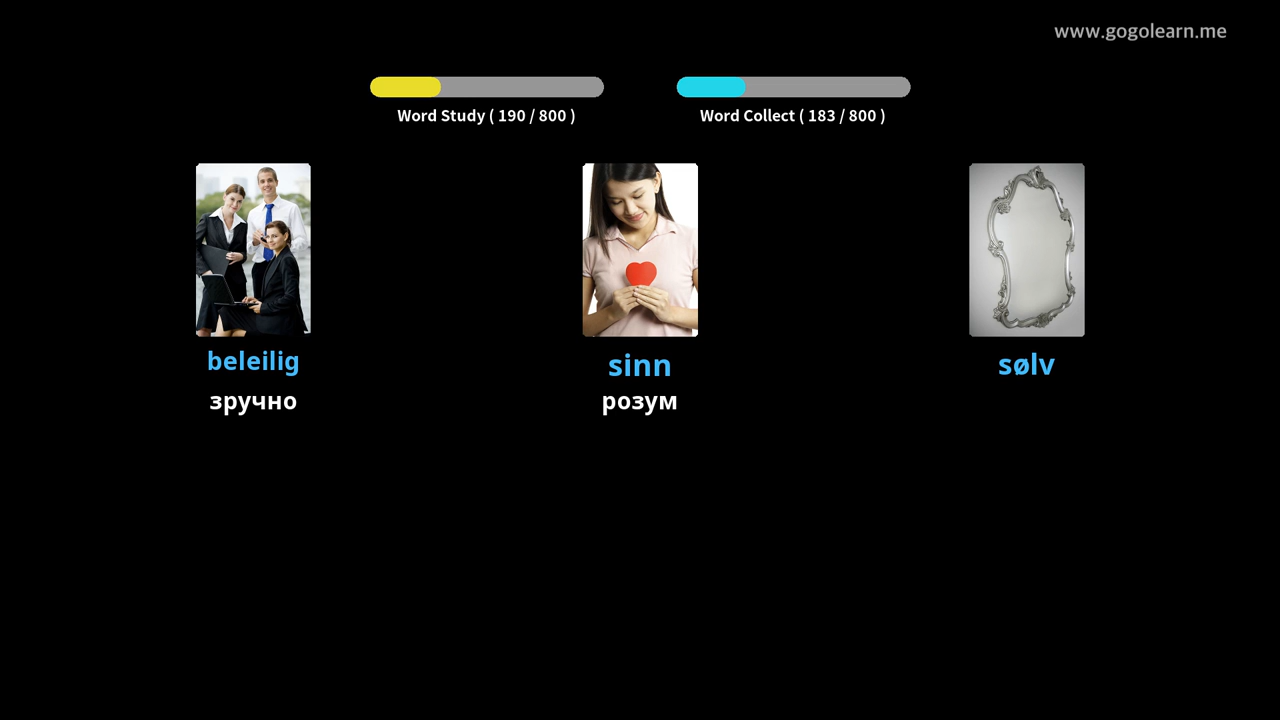 www.gogolearn.me
Word Study ( 190 / 800 )
Word Collect ( 183 / 800 )
beleilig
зручно
sinn
розум
sølv